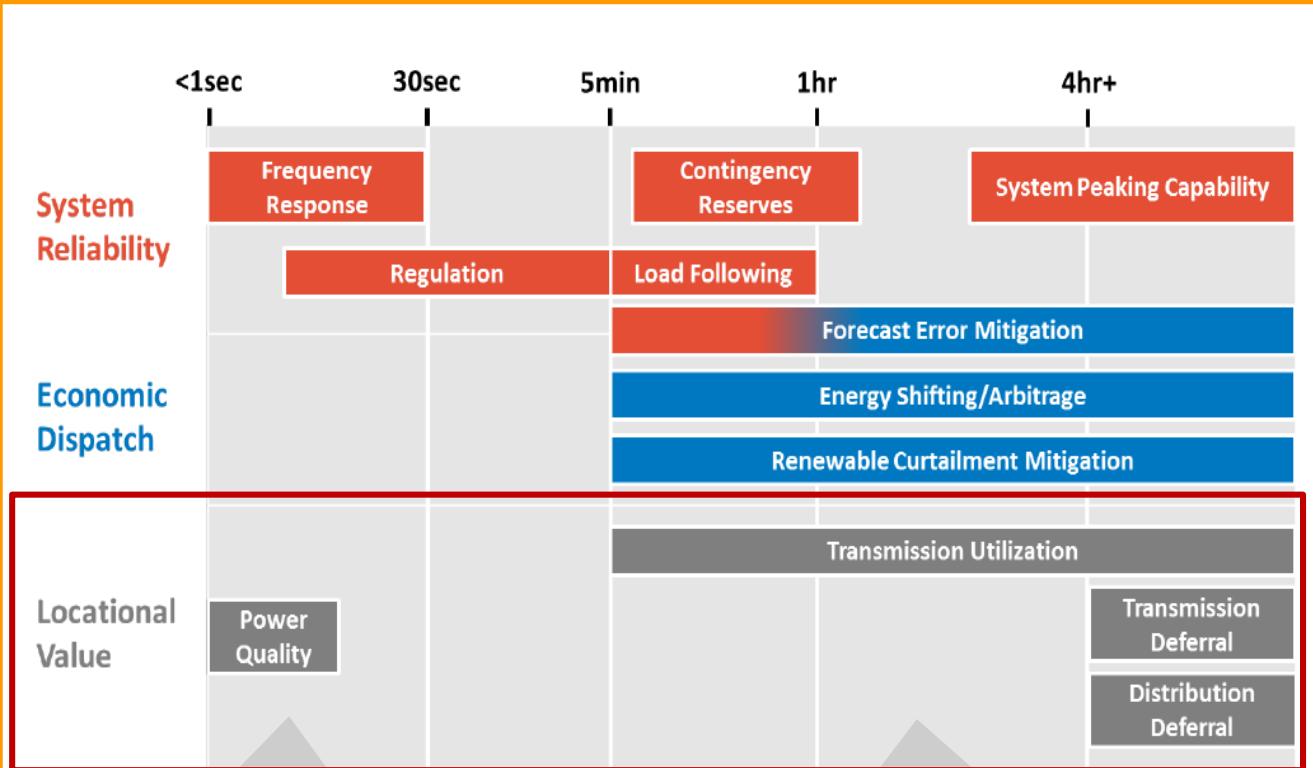 <1sec 30sec 5min 1hr 4hr+
System
Reliability
Frequency
Response
Contingency
Reserves
System Peaking Capability
Regulation
Load Following
Forecast Error Mitigation
Economic
Dispatch
Energy Shifting/Arbitrage
Renewable Curtailment Mitigation
Locational
Value
Transmission Utilization
Power
Quality
Transmission
Deferral
Distribution
Deferral